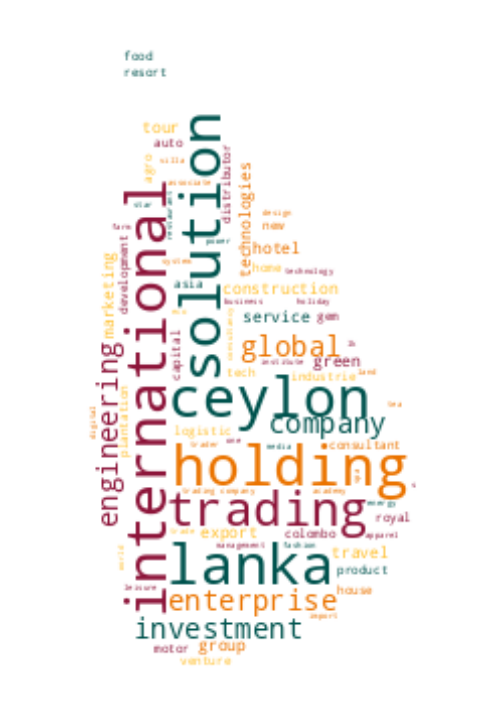 food
resort
solution
tour
auto
villa
agro
associate
distributor
technologies
international
restaurant
star
design
farm
new
development
power
hotel
marketing
system
home
technology
asia
construction
business
holiday
service
gem
capital
consultancy
global
engineering
institute
green
tech
industrie
land
ceylon
plantation
tea
digital
company
logistic
trader
one
media
consultant
holding
trading company
academy
energy
trading
royal
trade
export
colombo
apparel
management
fashion
lanka
travel
world
product
leisure
house
enterprise
import
investment
motor
group
venture